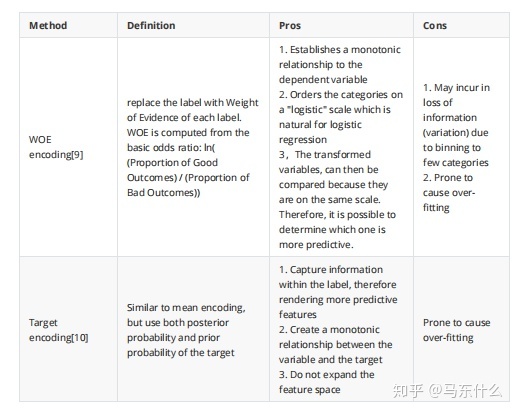 Method
Definition
Pros
Cons
WOE
encoding[9]
replace the label with Weight
of Evidence of each label.
WOE is computed from the
basic odds ratio: ln(
(Proportion of Good
Outcomes) / (Proportion of
Bad Outcomes))
1. Establishes a monotonic
relationship to the
dependent variable
2. Orders the categories on
a "logistic" scale which is
natural for logistic
regression
3，The transformed
variables, can then be
compared because they
are on the same scale.
Therefore, it is possible to
determine which one is
more predictive.
1. May incur in
loss of
information
(variation) due
to binning to
few categories
2. Prone to
cause over-
fitting
Target
encoding[10]
Similar to mean encoding,
but use both posterior
probability and prior
probability of the target
1. Capture information
within the label, therefore
rendering more predictive
features
2. Create a monotonic
relationship between the
variable and the target
3. Do not expand the
feature space
Prone to cause
over-fitting
知乎 @马东什么